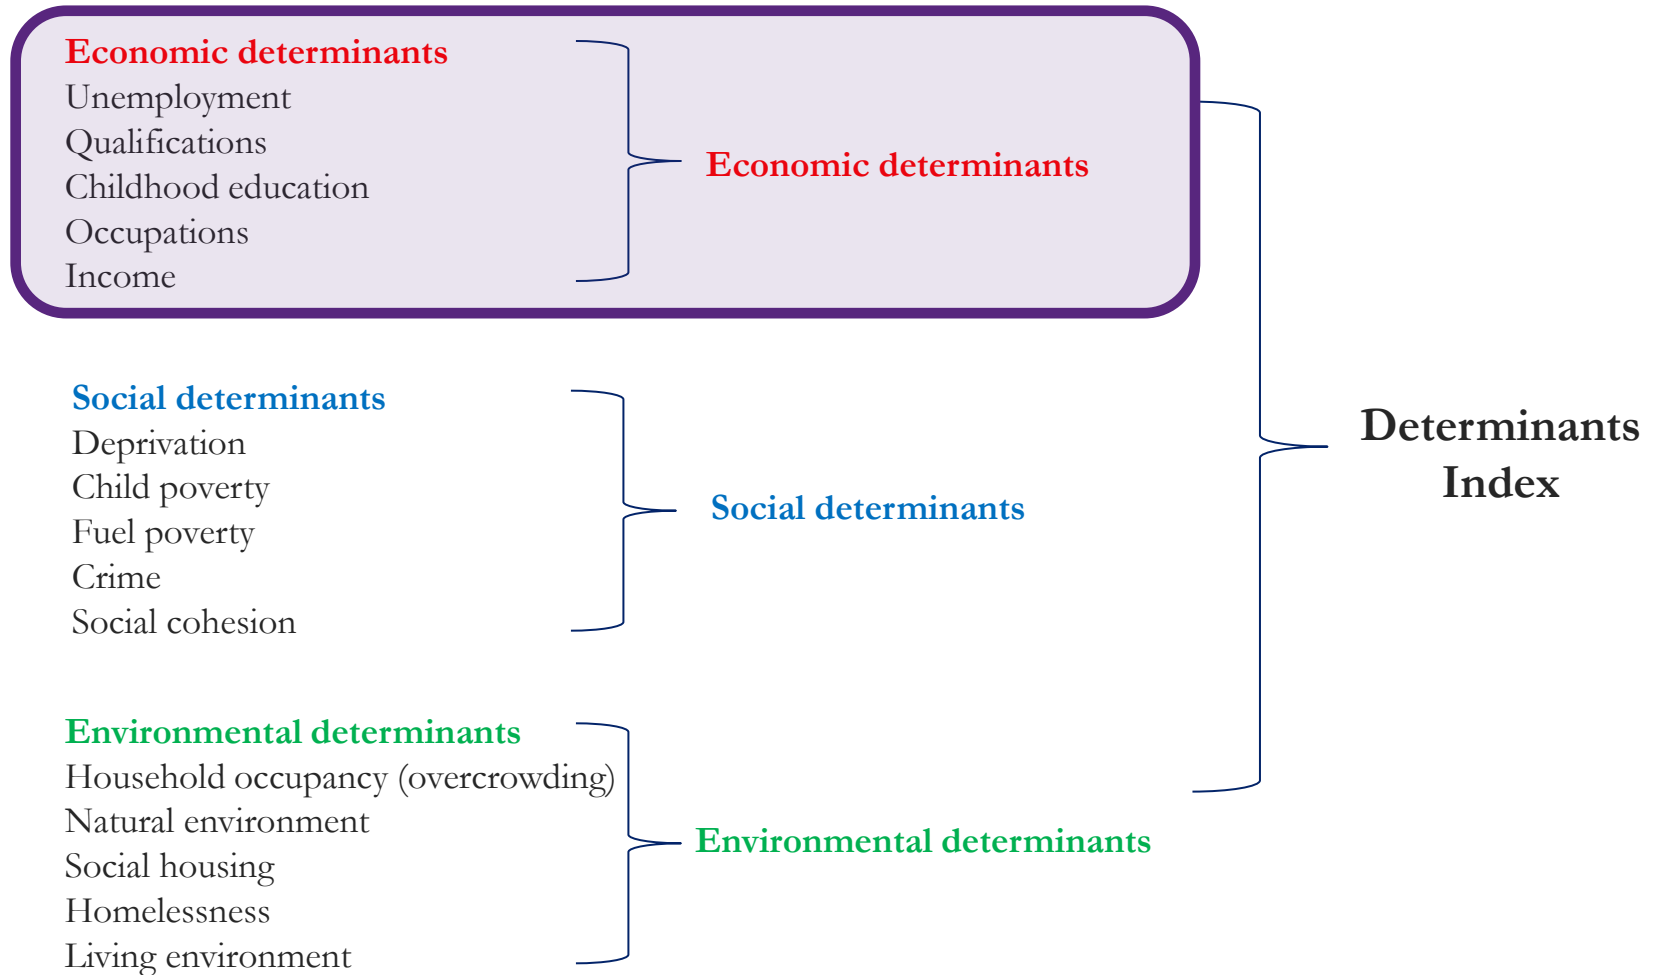 Economic determinants
Unemployment
Qualifications
Childhood education
Occupations
Income
Economic determinants
Social determinants
Deprivation
Child poverty
Fuel poverty
Crime
Social cohesion
Social determinants
Environmental determinants
Household occupancy (overcrowding)
Natural environment
Social housing
Homelessness
Living environment
Environmental determinants
Determinants
Index